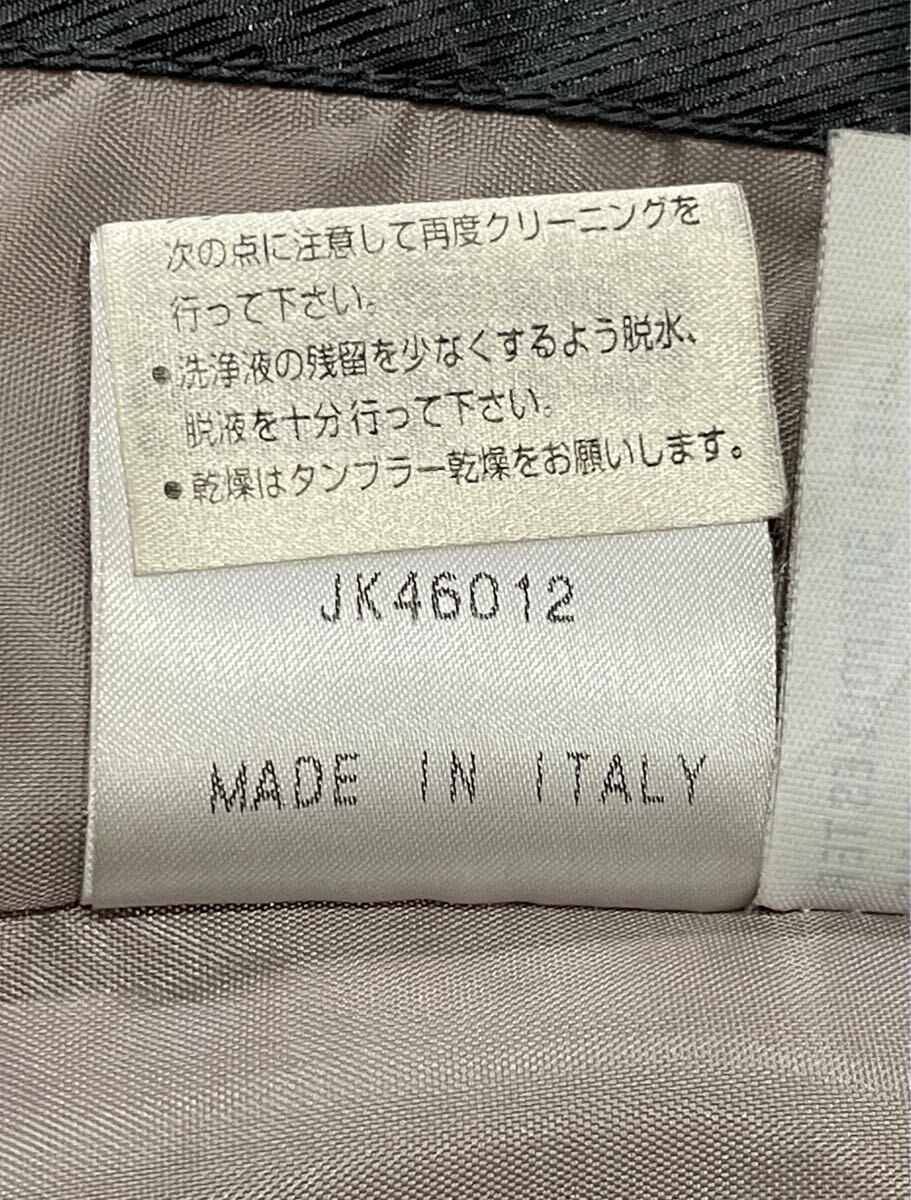 次の点に注意して再度クリーニングを
行って下さい。
●洗浄液の残留を少なくするよう脱水、
脱液を十分行って下さい。
●乾燥はタンブラー乾燥をお願いします。
JK46012
MADE IN ITALY